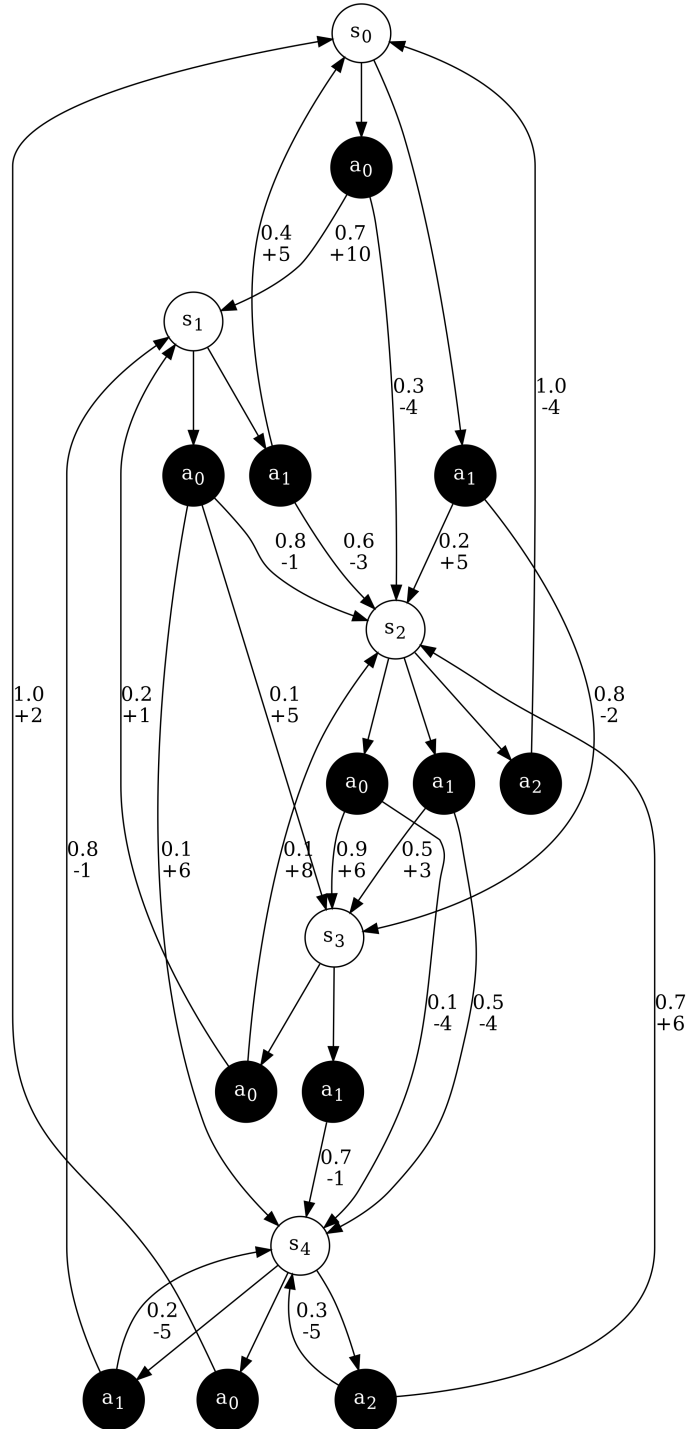 s0
a0
0.4 0.7
+5 +10
s1
0.3 1.0
-4 -4
a0 a1 a1
0.8 0.6 0.2
-1 -3 +5
s2
1.0 0.2 0.1 0.8
+2 +1 +5 -2
a0 a1 a2
0.8 0.1 0.1 0.9 0.5
-1 +6 +8 +6 +3
s3
0.1 0.5 0.7
-4 -4 +6
a0 a1
0.7
-1
s4
0.2 0.3
-5 -5
a1 a0 a2